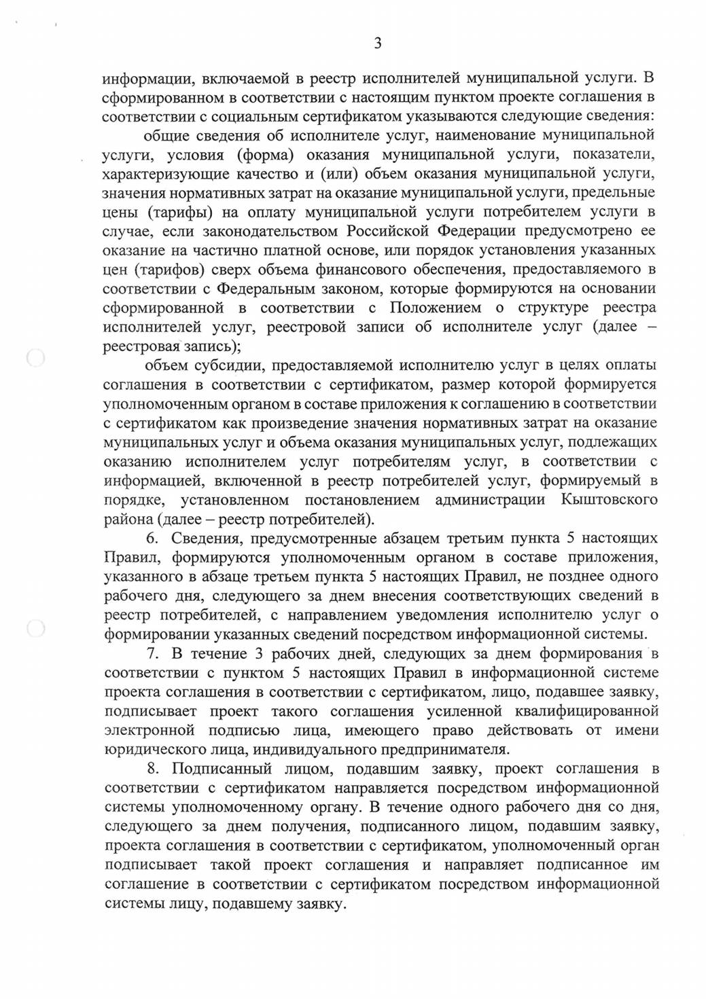 3
информации, включаемой в реестр исполнителей муниципальной услуги. В
сформированном в соответствии с настоящим пунктом проекте соглашения в
соответствии с социальным сертификатом указываются следующие сведения:
общие сведения об исполнителе услуг, наименование муниципальной
услуги, условия (форма) оказания муниципальной услуги, показатели,
характеризующие качество и (или) объем оказания муниципальной услуги,
значения нормативных затрат на оказание муниципальной услуги, предельные
цены (тарифы) на оплату муниципальной услуги потребителем услуги в
случае, если законодательством Российской Федерации предусмотрено ее
оказание на частично платной основе, или порядок установления указанных
цен (тарифов) сверх объема финансового обеспечения, предоставляемого в
соответствии с Федеральным законом, которые формируются на основании
сформированной в соответствии с Положением о структуре реестра
исполнителей услуг, реестровой записи об исполнителе услуг (далее –
реестровая запись);
объем субсидии, предоставляемой исполнителю услуг в целях оплаты
соглашения в соответствии с сертификатом, размер которой формируется
уполномоченным органом в составе приложения к соглашению в соответствии
с сертификатом как произведение значения нормативных затрат на оказание
муниципальных услуг и объема оказания муниципальных услуг, подлежащих
оказанию исполнителем услуг потребителям услуг, в соответствии с
информацией, включенной в реестр потребителей услуг, формируемый в
порядке, установленном постановлением администрации Кыштовского
района (далее – реестр потребителей).
6. Сведения, предусмотренные абзацем третьим пункта 5 настоящих
Правил, формируются уполномоченным органом в составе приложения,
указанного в абзаце третьем пункта 5 настоящих Правил, не позднее одного
рабочего дня, следующего за днем внесения соответствующих сведений в
реестр потребителей, с направлением уведомления исполнителю услуг о
формировании указанных сведений посредством информационной системы.
7. В течение 3 рабочих дней, следующих за днем формирования в
соответствии с пунктом 5 настоящих Правил в информационной системе
проекта соглашения в соответствии с сертификатом, лицо, подавшее заявку,
подписывает проект такого соглашения усиленной квалифицированной
электронной подписью лица, имеющего право действовать от имени
юридического лица, индивидуального предпринимателя.
8. Подписанный лицом, подавшим заявку, проект соглашения в
соответствии с сертификатом направляется посредством информационной
системы уполномоченному органу. В течение одного рабочего дня со дня,
следующего за днем получения, подписанного лицом, подавшим заявку,
проекта соглашения в соответствии с сертификатом, уполномоченный орган
подписывает такой проект соглашения и направляет подписанное им
соглашение в соответствии с сертификатом посредством информационной
системы лицу, подавшему заявку.